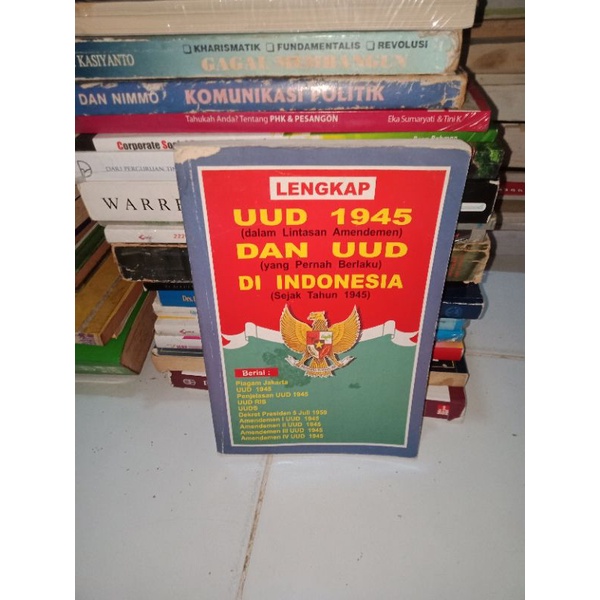 KASIYANTO
KHARISMATIK FUNDAMENTALIS REVOLUSI
GAGAL MEMBANGUN
DAN NIMMO KOMUNIKASI POLITIK
Tahukah Anda? Tentang PHK & PESANGON Eka Sumaryati & Tini K
Corporate
DARI PERCURIAN
WARRE
LENGKAP
UUD 1945
(dalam Lintasan Amendemen)
DAN UUD
(yang Pernah Berlaku)
DI INDONESIA
(Sejak Tahun 1945)
Berisi :
Piagam Jakarta
UUD 1945
Penjelasan UUD 1945
UUD RIS
UUDS
Dekret Presiden 5 Juli 1959
Amendemen I UUD 1945
Amendemen II UUD 1945
Amendemen III UUD 1945
Amendemen IV UUD 1945